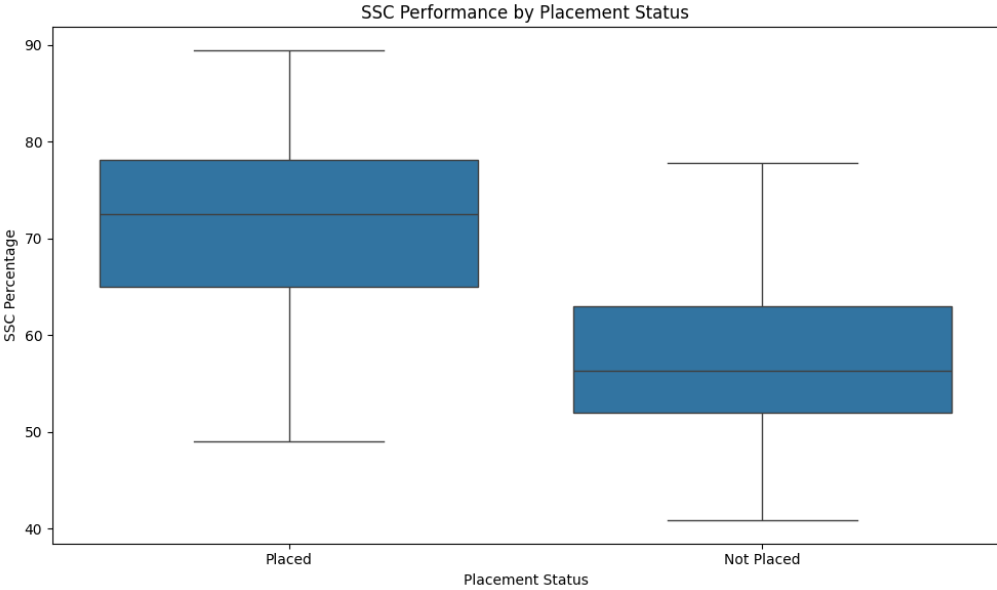 SSC Performance by Placement Status
90
80
70
60
50
40
SSC Percentage
Placed
Not Placed
Placement Status